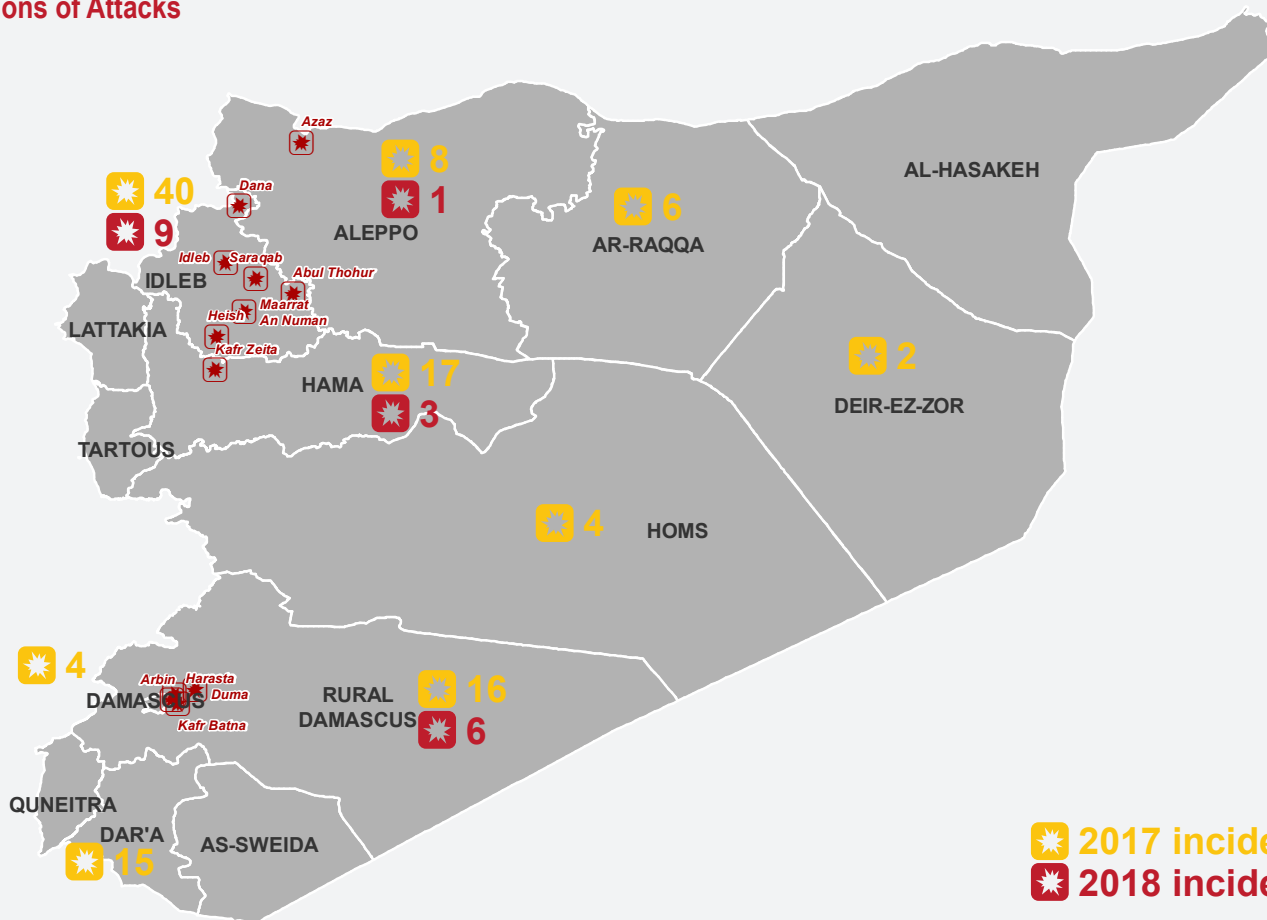 ons of Attacks
Azaz
8
1
ALEPPO
40
9
Dana
AL-HASAKEH
6
AR-RAQQA
Idleb
Saraqab
IDLEB
Abul Thohur
Maarrat
An Numan
Heish
LATTAKIA
Kafr Zeita
HAMA
17
3
2
DEIR-EZ-ZOR
TARTOUS
4
HOMS
4
Arbin
Harasta
Duma
DAMASCUS
Kafr Batna
RURAL
DAMASCUS
16
6
QUNEITRA
DAR'A
15
AS-SWEIDA
2017 incide
2018 incide